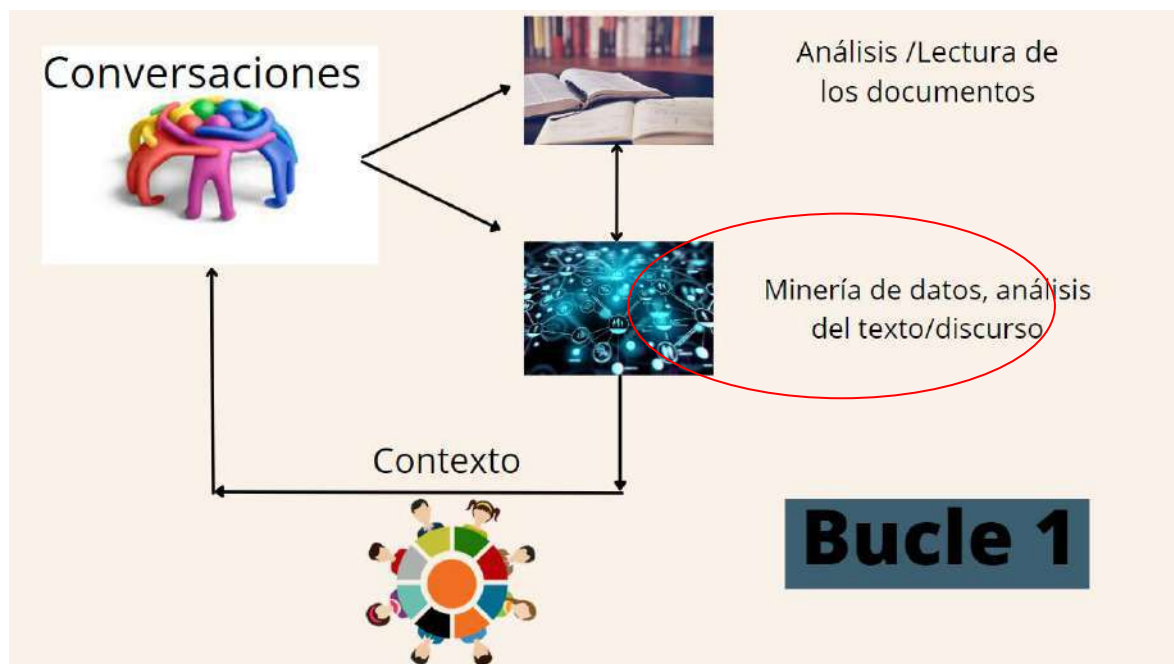 Conversaciones
Análisis /Lectura de
los documentos
Minería de datos, análisis
del texto/discurso
Contexto
Bucle 1